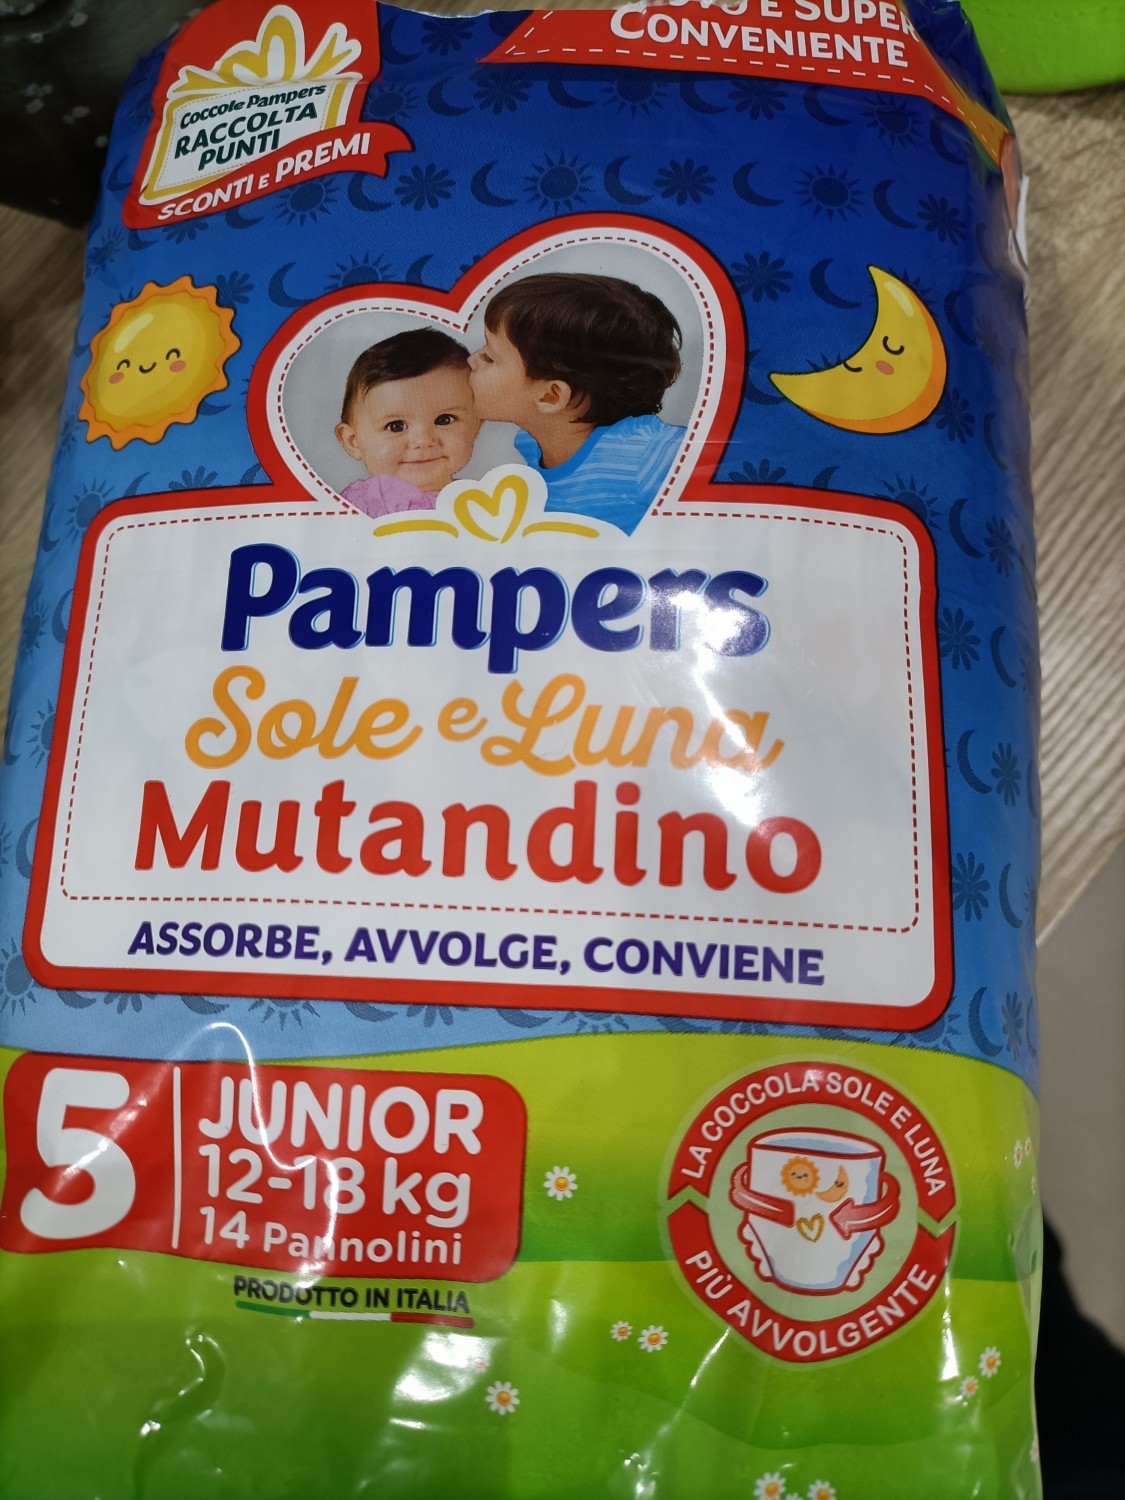 Coccole Pampers
RACCOLTA
PUNTI
SCONTI E PREMI
E SUPER
CONVENIENTE
Pampers
Sole e Luna
Mutandino
ASSORBE, AVVOLGE, CONVIENE
5
JUNIOR
12-18 kg
14 Pannolini
PRODOTTO IN ITALIA
LA COCCOLA SOLE E LUNA
PIÙ AVVOLGENTE